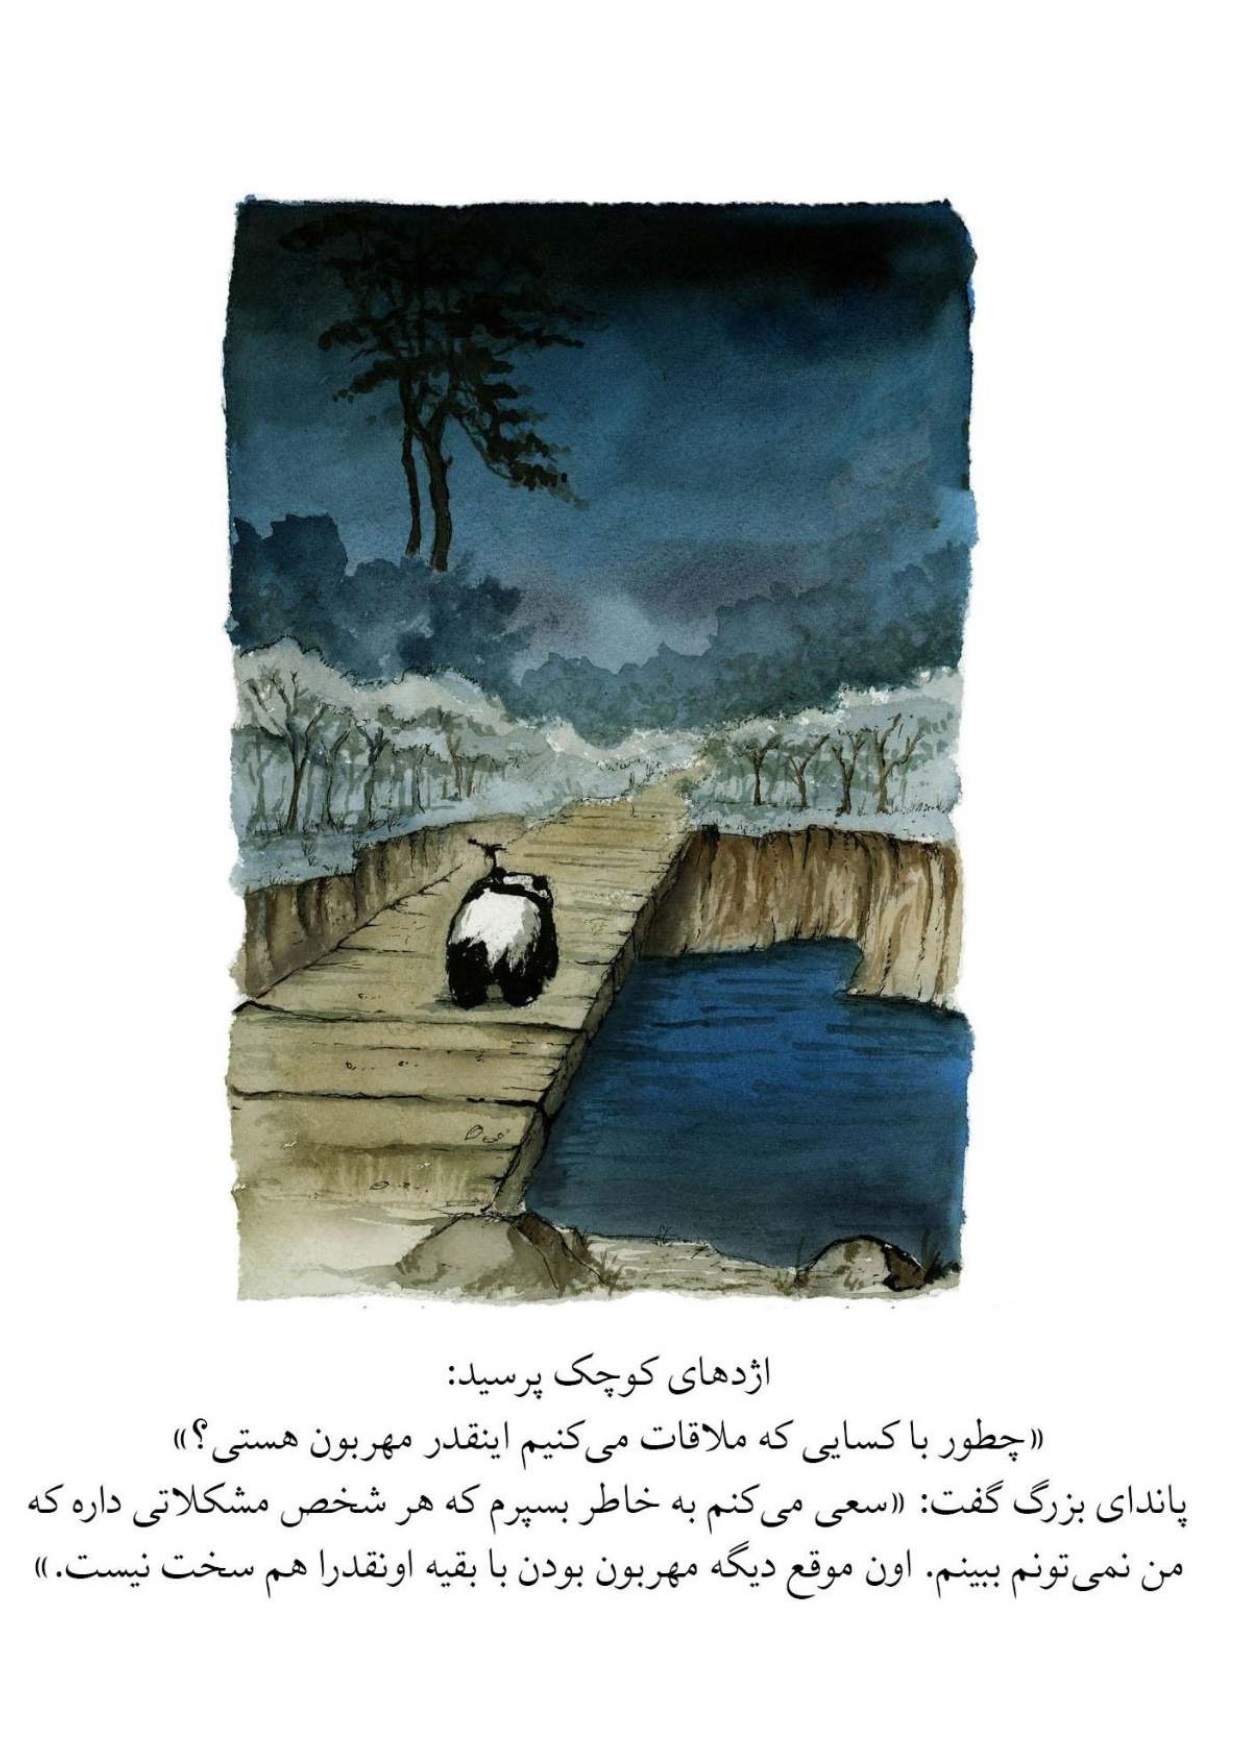 اژدهای کوچک پرسید:
«چطور با کسایی که ملاقات می‌کنیم اینقدر مهربون هستی؟»
پاندای بزرگ گفت: «سعی می‌کنم به خاطر بسپرم که هر شخص مشکلاتی داره که
من نمی‌تونم ببینم. اون موقع دیگه مهربون بودن با بقیه اونقدرا هم سخت نیست.»